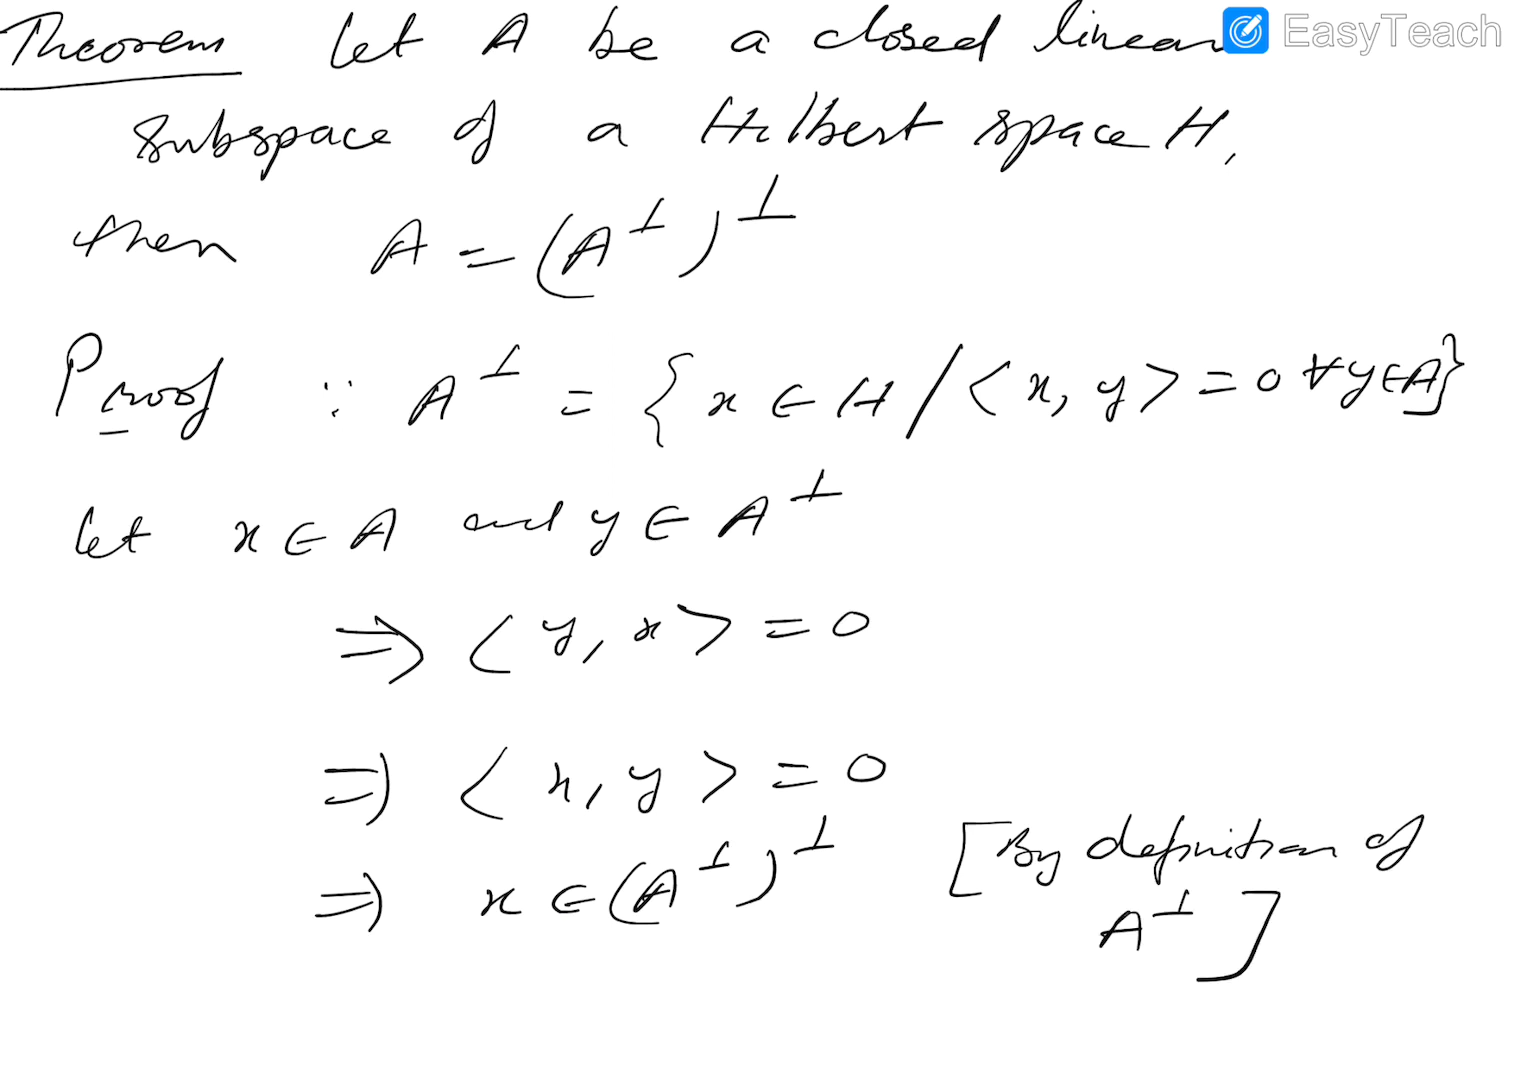 Theorem Let A be a closed linear EasyTeach
subspace of a Hilbert space H,
then A = (A⊥)⊥
Proof ∵ A⊥ = {x ∈ H / <x, y> = 0 ∀ y ∈ A}
Let x ∈ A and y ∈ A⊥
⇒ <y, x> = 0
⇒ <x, y> = 0
⇒ x ∈ (A⊥)⊥ [By definition of
A⊥]